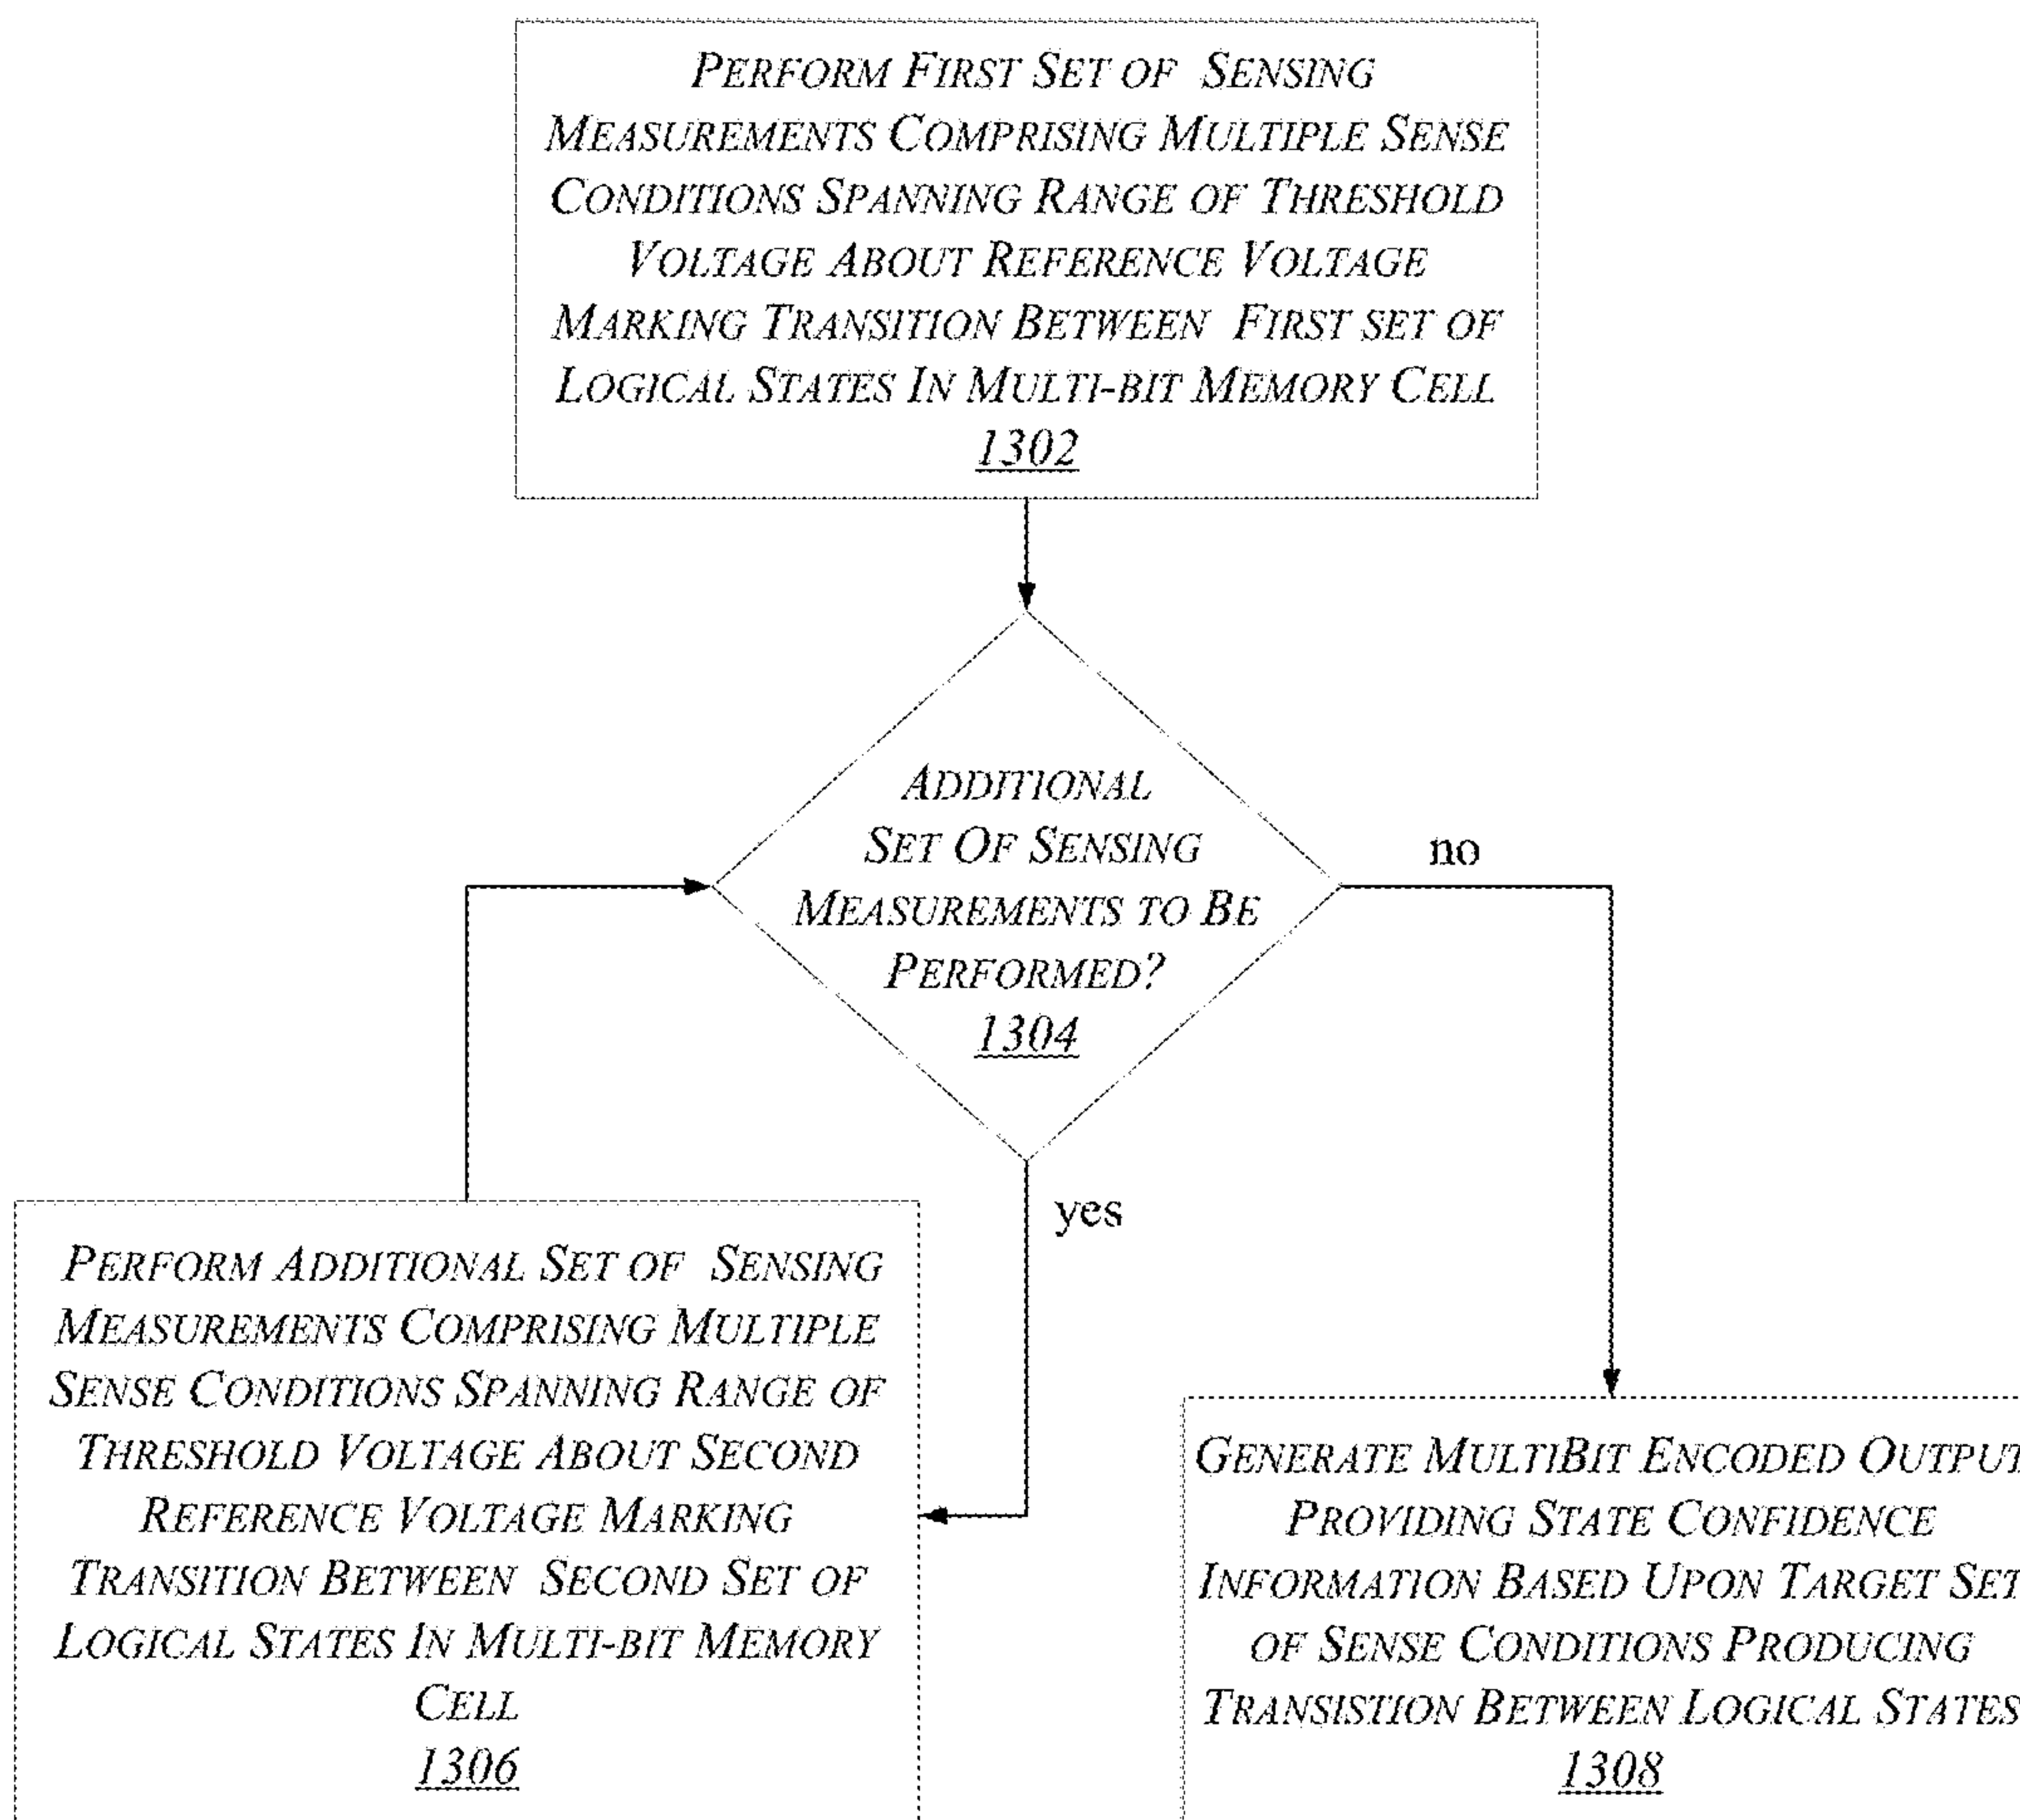 PERFORM FIRST SET OF SENSING
MEASUREMENTS COMPRISING MULTIPLE SENSE
CONDITIONS SPANNING RANGE OF THRESHOLD
VOLTAGE ABOUT REFERENCE VOLTAGE
MARKING TRANSITION BETWEEN FIRST SET OF
LOGICAL STATES IN MULTI-BIT MEMORY CELL
1302
ADDITIONAL
SET OF SENSING
MEASUREMENTS TO BE
PERFORMED?
1304
no
yes
PERFORM ADDITIONAL SET OF SENSING
MEASUREMENTS COMPRISING MULTIPLE
SENSE CONDITIONS SPANNING RANGE OF
THRESHOLD VOLTAGE ABOUT SECOND
REFERENCE VOLTAGE MARKING
TRANSITION BETWEEN SECOND SET OF
LOGICAL STATES IN MULTI-BIT MEMORY
CELL
1306
GENERATE MULTIBIT ENCODED OUTPUT
PROVIDING STATE CONFIDENCE
INFORMATION BASED UPON TARGET SET
OF SENSE CONDITIONS PRODUCING
TRANSISTION BETWEEN LOGICAL STATES
1308